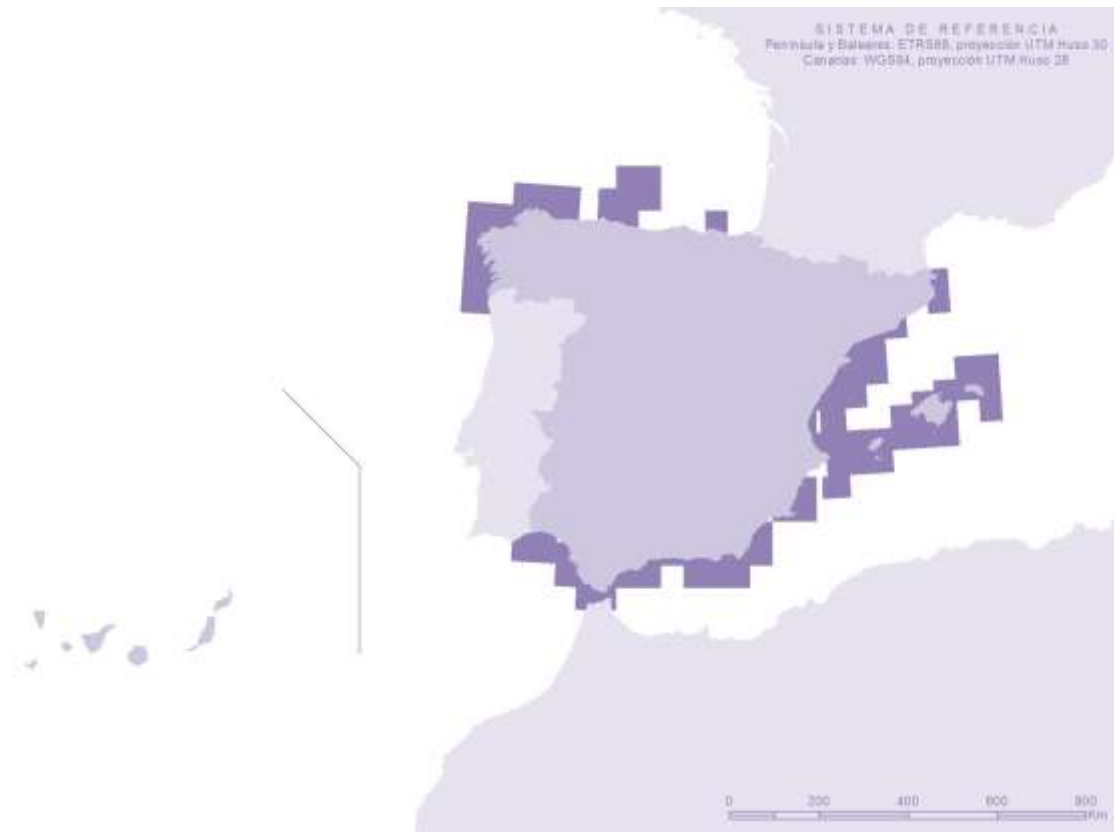 SISTEMA DE REFERENCIA
Península y Baleares: ETRS89, proyección UTM Huso 30
Canarias: WGS84, proyección UTM Huso 28
0 200 400 600 800
Km